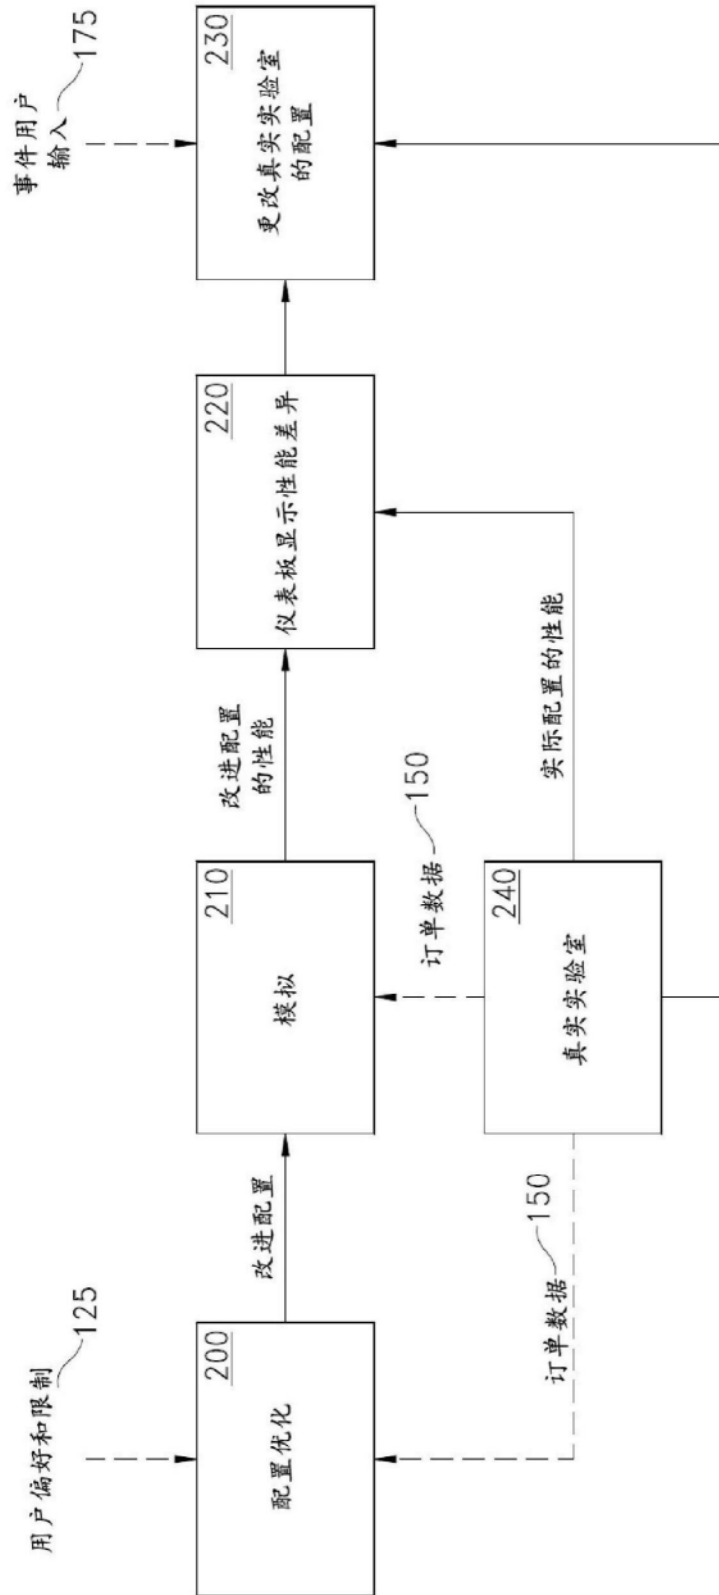 用户偏好和限制
125
200
配置优化
改进配置
订单数据
150
210
模拟
订单数据
150
240
真实实验室
改进配置
的性能
实际配置的性能
220
仪表板显示性能差异
事件用户
输入
175
230
更改真实实验室
的配置